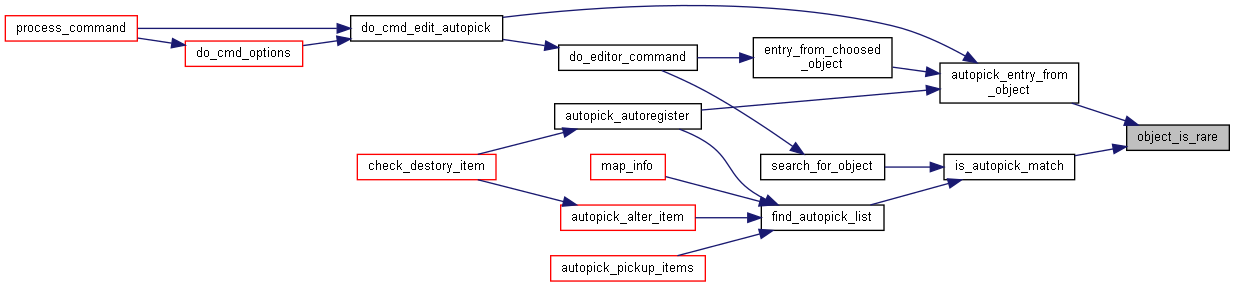 process_command
do_cmd_options
do_cmd_edit_autopick
do_editor_command
entry_from_choosed
_object
autopick_entry_from
_object
autopick_autoregister
object_is_rare
check_destory_item
map_info
search_for_object
is_autopick_match
autopick_alter_item
find_autopick_list
autopick_pickup_items